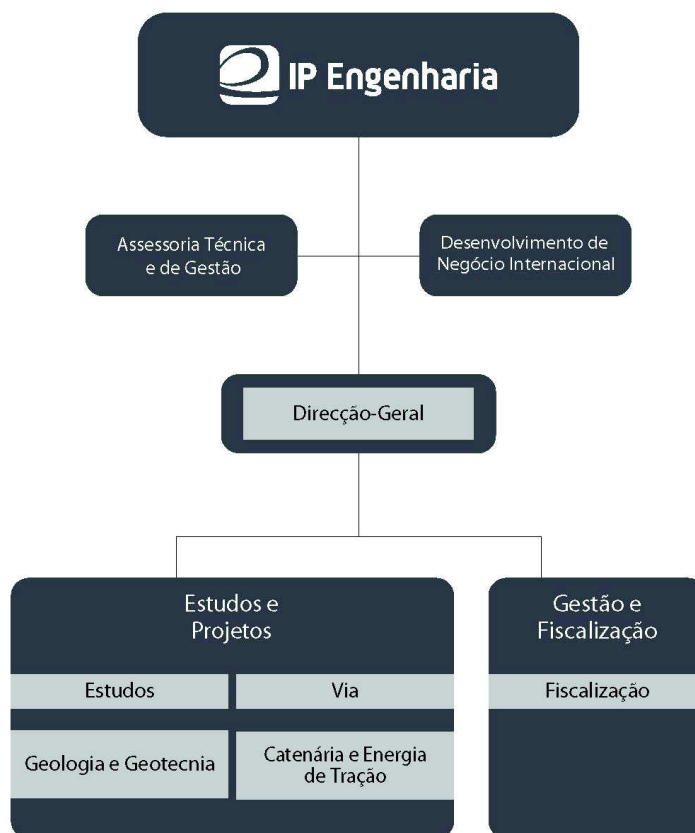 IP Engenharia
Assessoria Técnica
e de Gestão
Desenvolvimento de
Negócio Internacional
Direcção-Geral
Estudos e
Projetos
Estudos
Via
Geologia e Geotecnia
Catenária e Energia
de Tração
Gestão e
Fiscalização
Fiscalização